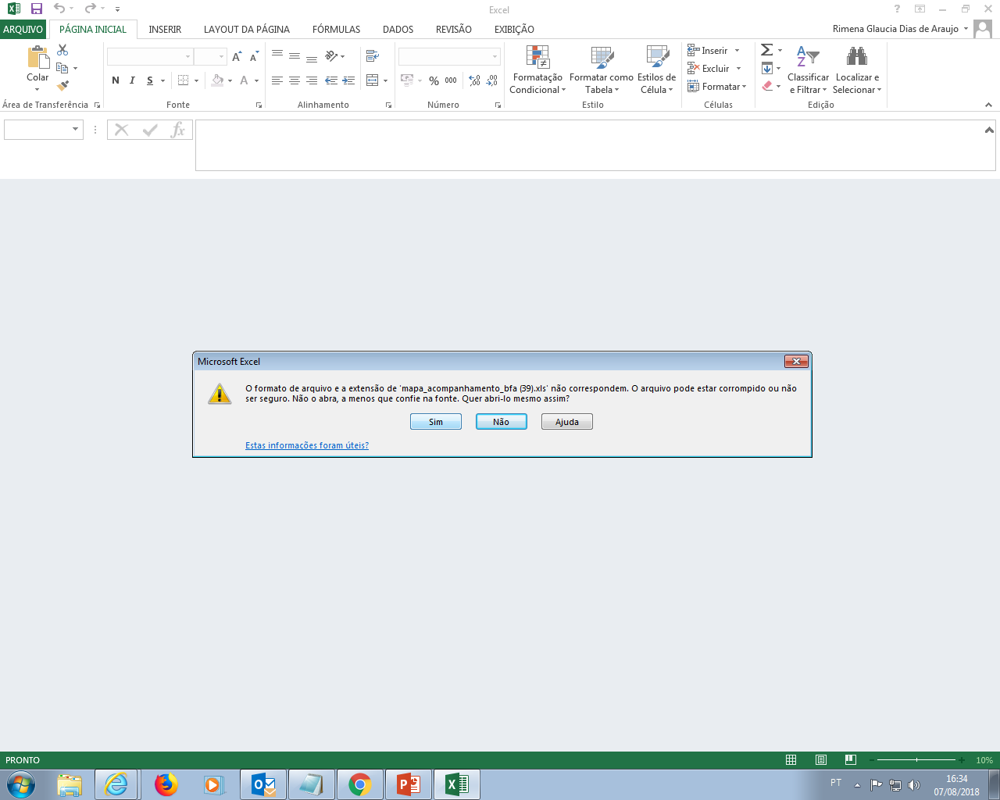 Excel
ARQUIVO
PÁGINA INICIAL
INSERIR
LAYOUT DA PÁGINA
FÓRMULAS
DADOS
REVISÃO
EXIBIÇÃO
Rimena Glaucia Dias de Araujo
Colar
Área de Transferência
N I S
A
Fonte
Alinhamento
% 000
Número
Formatação
Condicional
Formatar como
Tabela
Estilos de
Célula
Estilo
Inserir
Excluir
Formatar
Células
Classificar
e Filtrar
Localizar e
Selecionar
Edição
fx
Microsoft Excel
O formato de arquivo e a extensão de 'mapa_acompanhamento_bfa (39).xls' não correspondem. O arquivo pode estar corrompido ou não
ser seguro. Não o abra, a menos que confie na fonte. Quer abri-lo mesmo assim?
Sim
Não
Ajuda
Estas informações foram úteis?
PRONTO
10%
PT
16:34
07/08/2018